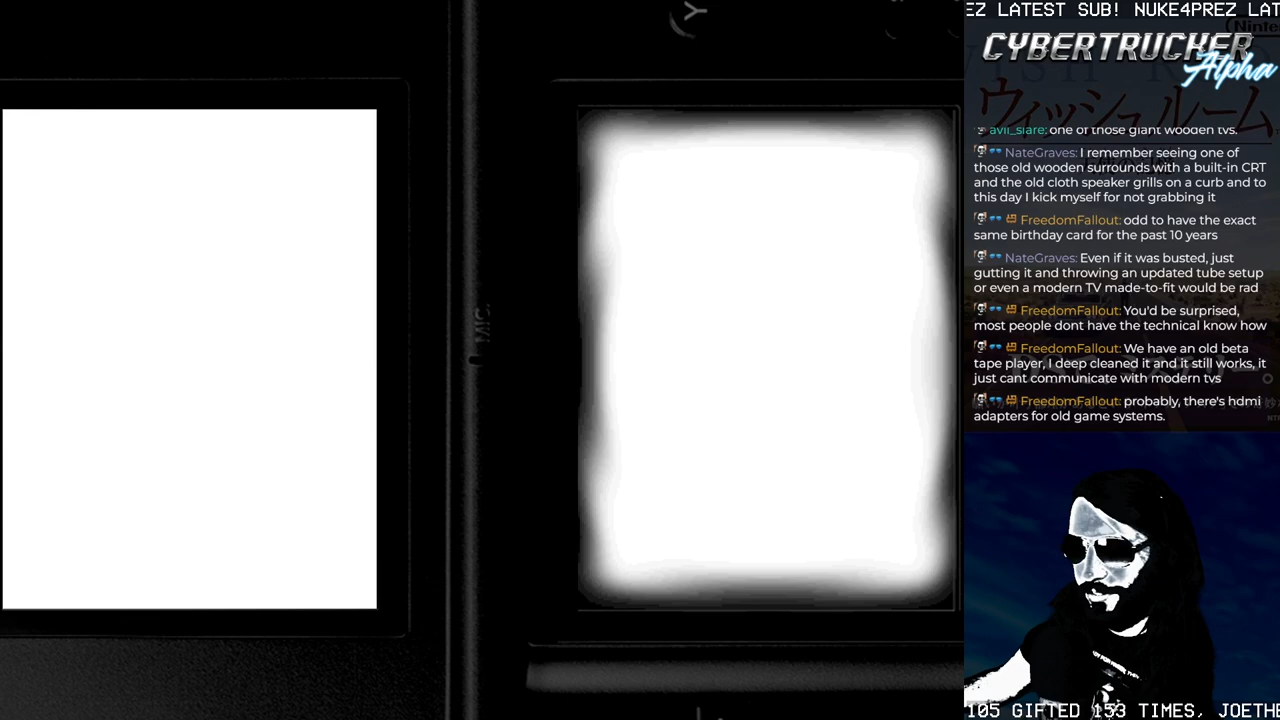 EZ LATEST SUB! NUKE4PREZ LAT
CYBERTRUCKER
Alpha
ウィッシュルーム
avil_slare: one of those giant wooden tvs.
NateGraves: I remember seeing one of
those old wooden surrounds with a built-in CRT
and the old cloth speaker grills on a curb and to
this day I kick myself for not grabbing it
FreedomFallout: odd to have the exact
same birthday card for the past 10 years
NateGraves: Even if it was busted, just
gutting it and throwing an updated tube setup
or even a modern TV made-to-fit would be rad
FreedomFallout: You'd be surprised,
most people dont have the technical know how
FreedomFallout: We have an old beta
tape player, I deep cleaned it and it still works, it
just cant communicate with modern tvs
FreedomFallout: probably, there's hdmi
adapters for old game systems.
MIC.
Y
105 GIFTED 153 TIMES, JOETHE